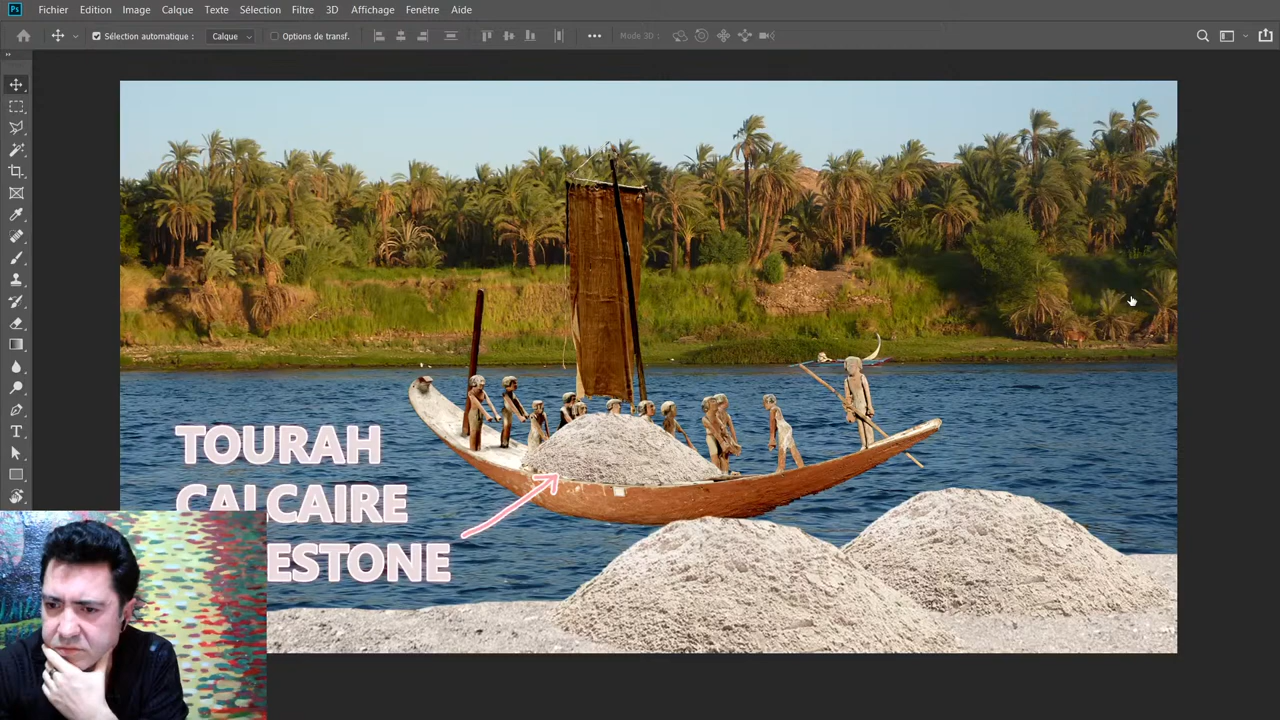 Ps Fichier Edition Image Calque Texte Sélection Filtre 3D Affichage Fenêtre Aide
Sélection automatique : Calque Options de transf. Mode 3D :
TOURAH
CALCAIRE
ESTONE